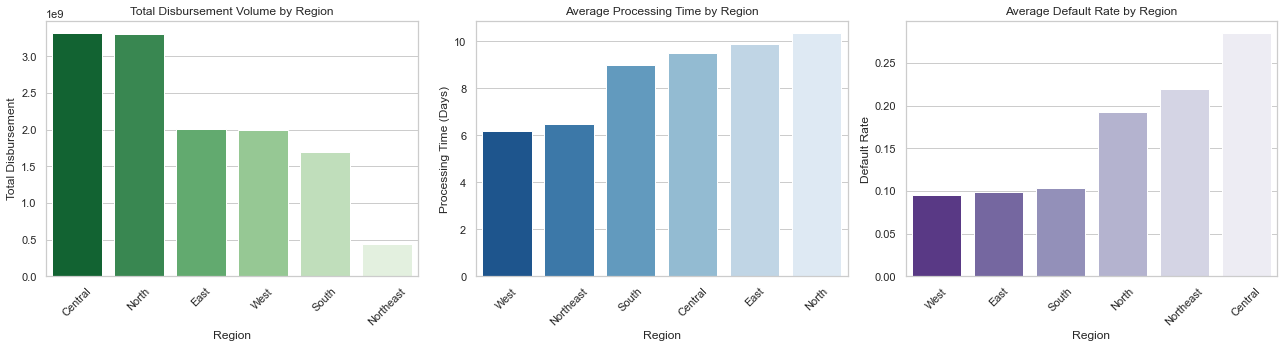 Total Disbursement Volume by Region
1e9
3.0
2.5
2.0
1.5
1.0
0.5
0.0
Total Disbursement
Central
North
East
West
South
Northeast
Region
Average Processing Time by Region
10
8
6
4
2
0
Processing Time (Days)
West
Northeast
South
Central
East
North
Region
Average Default Rate by Region
0.25
0.20
0.15
0.10
0.05
0.00
Default Rate
West
East
South
North
Northeast
Central
Region